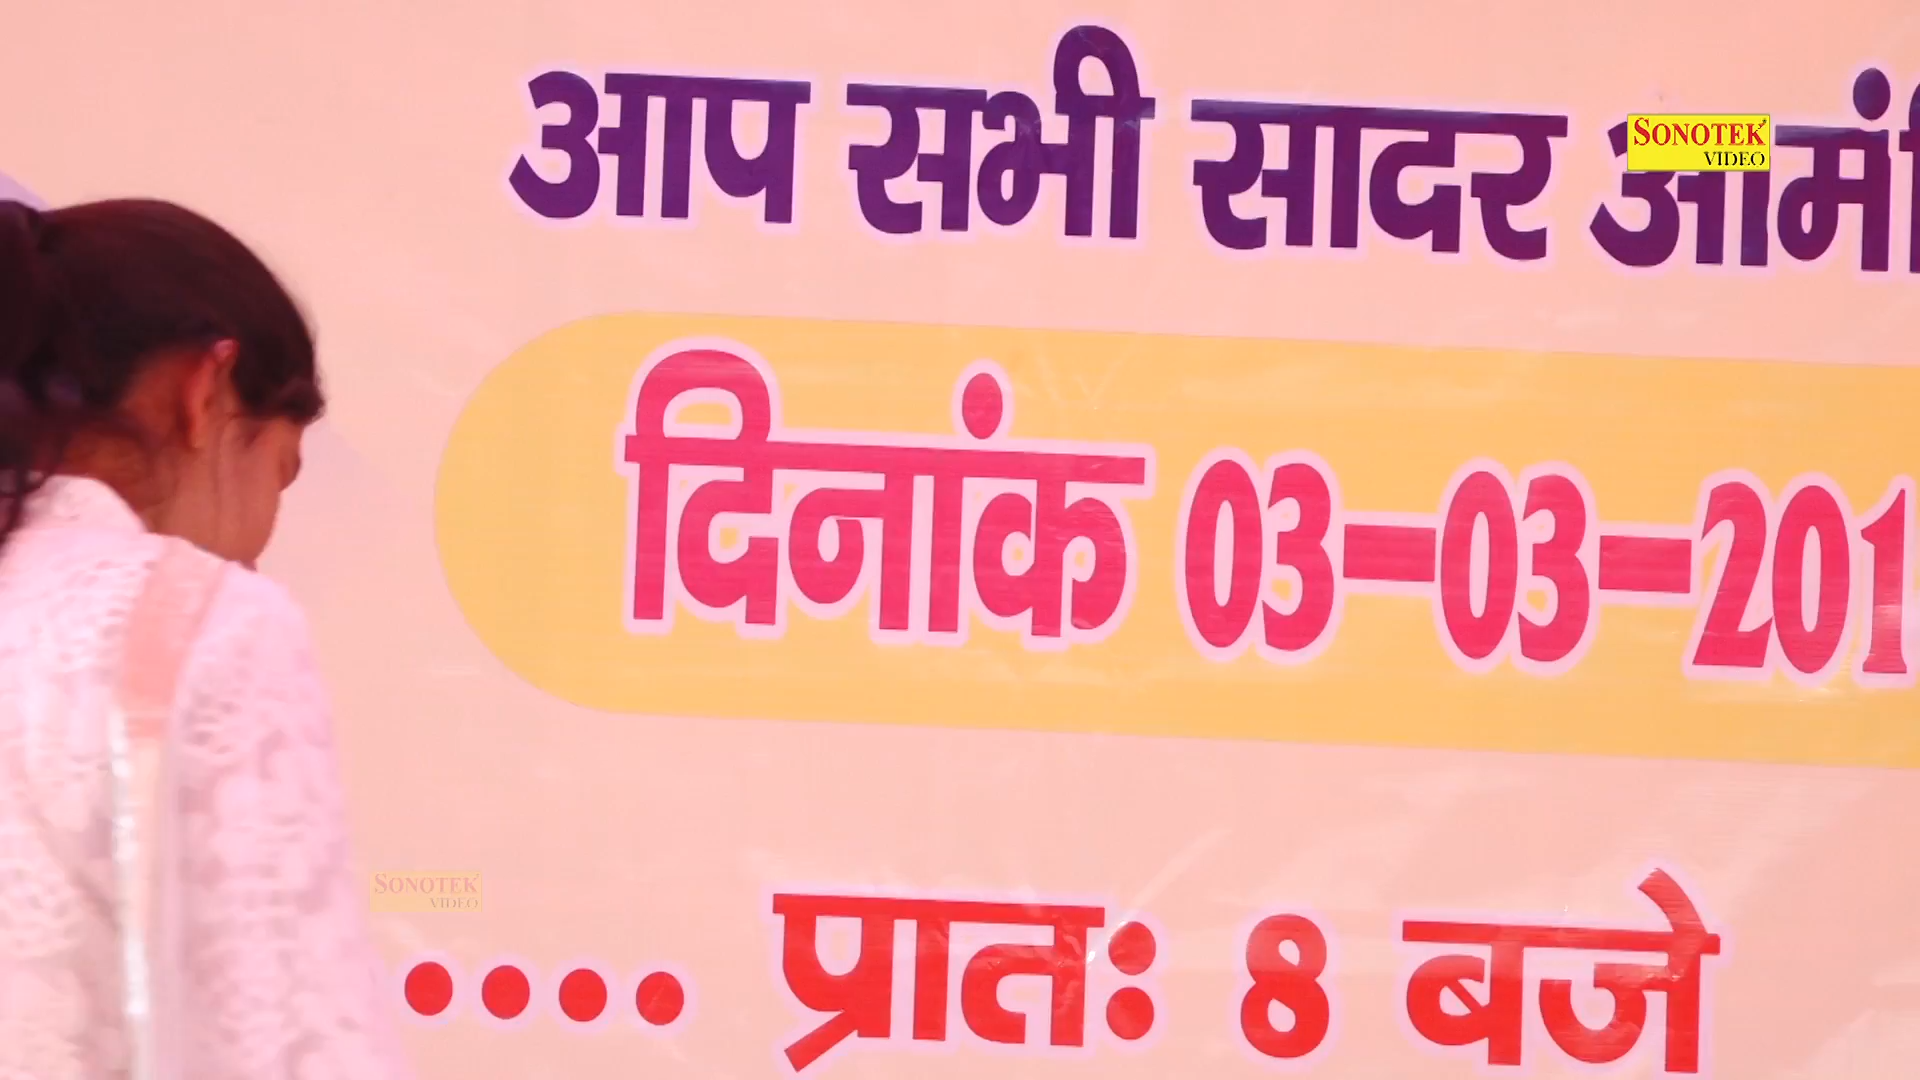 आप सभी सादर
SONOTEK
VIDEO
दिनांक 03-03-201
SONOTEK
VIDEO
.... प्रातः 8 बजे